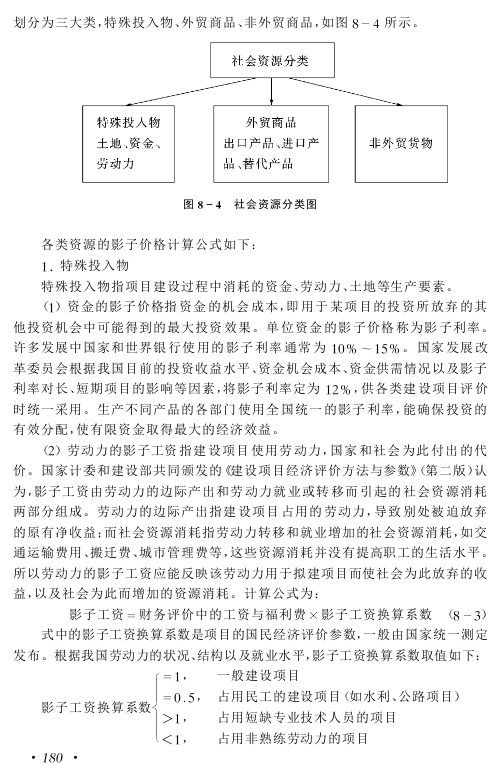 划分为三大类,特殊投入物、外贸商品、非外贸商品,如图 8-4 所示。
社会资源分类
特殊投入物
土地、资金、
劳动力
外贸商品
出口产品、进口产
品、替代产品
非外贸货物
图 8-4 社会资源分类图
各类资源的影子价格计算公式如下:
1. 特殊投入物
特殊投入物指项目建设过程中消耗的资金、劳动力、土地等生产要素。
(1) 资金的影子价格指资金的机会成本,即用于某项目的投资所放弃的其
他投资机会中可能得到的最大投资效果。单位资金的影子价格称为影子利率。
许多发展中国家和世界银行使用的影子利率通常为 10%～15%。国家发展改
革委员会根据我国目前的投资收益水平、资金机会成本、资金供需情况以及影子
利率对长、短期项目的影响等因素,将影子利率定为 12%,供各类建设项目评价
时统一采用。生产不同产品的各部门使用全国统一的影子利率,能确保投资的
有效分配,使有限资金取得最大的经济效益。
(2) 劳动力的影子工资指建设项目使用劳动力,国家和社会为此付出的代
价。国家计委和建设部共同颁发的《建设项目经济评价方法与参数》(第二版)认
为,影子工资由劳动力的边际产出和劳动力就业或转移而引起的社会资源消耗
两部分组成。劳动力的边际产出指建设项目占用的劳动力,导致别处被迫放弃
的原有净收益;而社会资源消耗指劳动力转移和就业增加的社会资源消耗,如交
通运输费用、搬迁费、城市管理费等,这些资源消耗并没有提高职工的生活水平。
所以劳动力的影子工资应能反映该劳动力用于拟建项目而使社会为此放弃的收
益,以及社会为此而增加的资源消耗。计算公式为:
影子工资=财务评价中的工资与福利费×影子工资换算系数 (8-3)
式中的影子工资换算系数是项目的国民经济评价参数,一般由国家统一测定
发布。根据我国劳动力的状况、结构以及就业水平,影子工资换算系数取值如下:
影子工资换算系数
=1, 一般建设项目
=0.5, 占用民工的建设项目(如水利、公路项目)
>1, 占用短缺专业技术人员的项目
<1, 占用非熟练劳动力的项目
· 180 ·